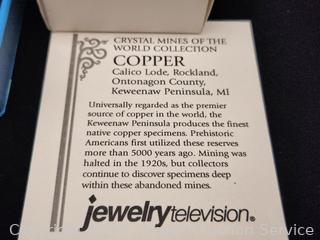 CRYSTAL MINES OF THE
WORLD COLLECTION
COPPER
Calico Lode, Rockland,
Ontonagon County,
Keweenaw Peninsula, MI
Universally regarded as the premier
source of copper in the world, the
Keweenaw Peninsula produces the finest
native copper specimens. Prehistoric
Americans first utilized these reserves
more than 5000 years ago. Mining was
halted in the 1920s, but collectors
continue to discover specimens deep
within these abandoned mines.
jewelrytelevision®
Auction Service